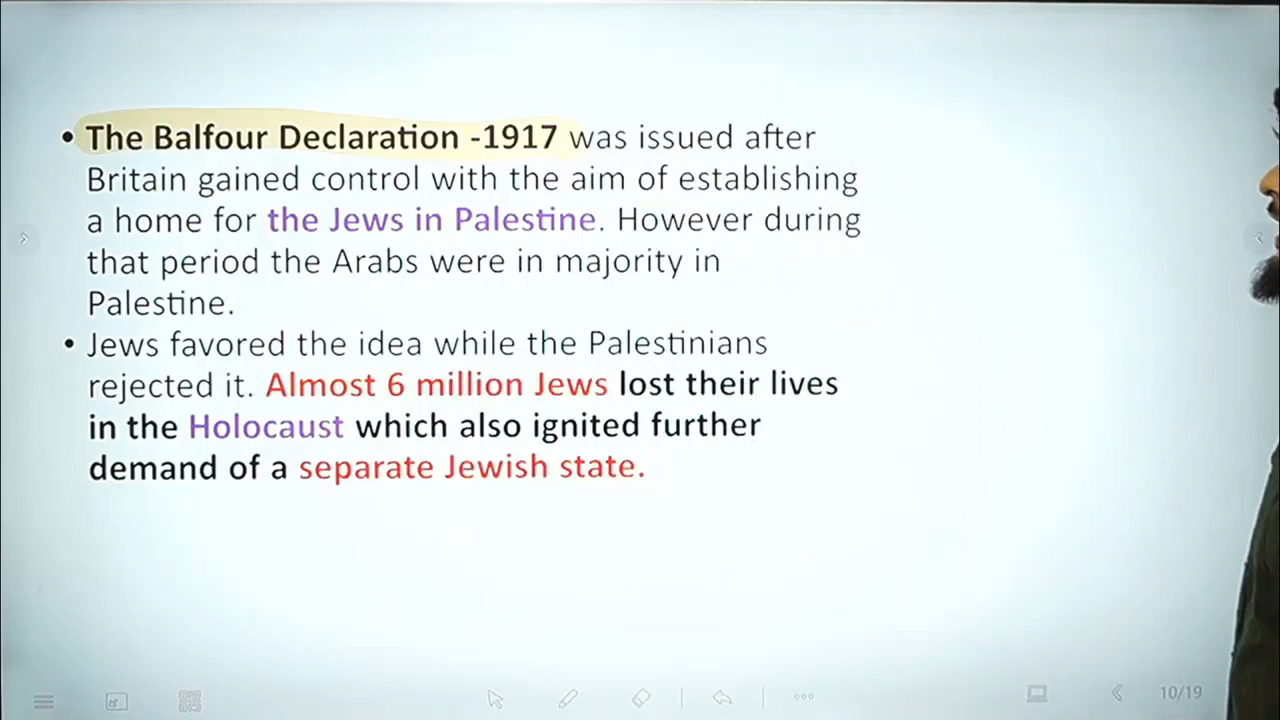 • The Balfour Declaration -1917 was issued after
Britain gained control with the aim of establishing
a home for the Jews in Palestine. However during
that period the Arabs were in majority in
Palestine.
• Jews favored the idea while the Palestinians
rejected it. Almost 6 million Jews lost their lives
in the Holocaust which also ignited further
demand of a separate Jewish state.
10/19